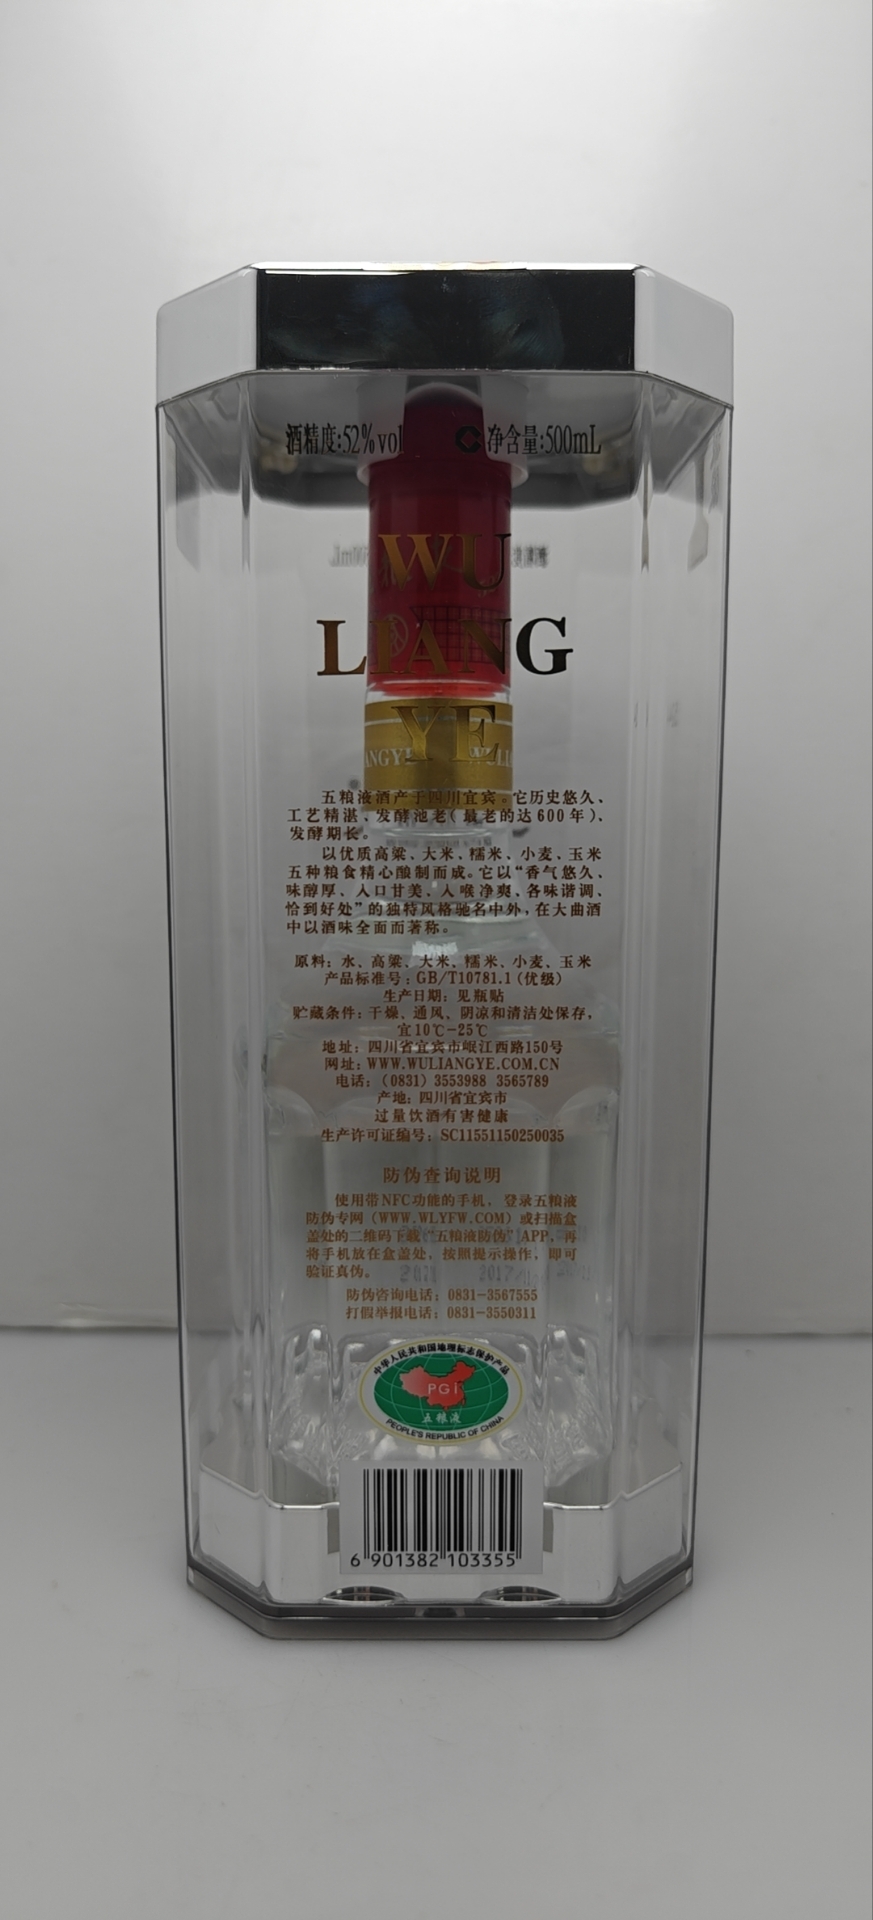 酒精度:52%vol
净含量:500mL
WU
LIANG
YE
五粮液酒产于四川宜宾。它历史悠久、
工艺精湛、发酵池老(最老的达600年)、
发酵期长。
以优质高粱、大米、糯米、小麦、玉米
五种粮食精心酿制而成。它以“香气悠久、
味醇厚、入口甘美、入喉净爽、各味谐调、
恰到好处”的独特风格驰名中外,在大曲酒
中以酒味全面而著称。
原料: 水、高粱、大米、糯米、小麦、玉米
产品标准号: GB/T10781.1(优级)
生产日期: 见瓶贴
贮藏条件: 干燥、通风、阴凉和清洁处保存,
宜10℃-25℃
地址: 四川省宜宾市岷江西路150号
网址: WWW.WULIANGYE.COM.CN
电话: (0831) 3553988 3565789
产地: 四川省宜宾市
过量饮酒有害健康
生产许可证编号: SC11551150250035
防伪查询说明
使用带NFC功能的手机, 登录五粮液
防伪专网 (WWW.WLYFW.COM) 或扫描盒
盖处的二维码下载“五粮液防伪”APP, 再
将手机放在盒盖处, 按照提示操作, 即可
验证真伪。
防伪咨询电话: 0831-3567555
打假举报电话: 0831-3550311
中华人民共和国地理标志保护产品
PGI
五粮液
PEOPLE'S REPUBLIC OF CHINA
6 901382 103355